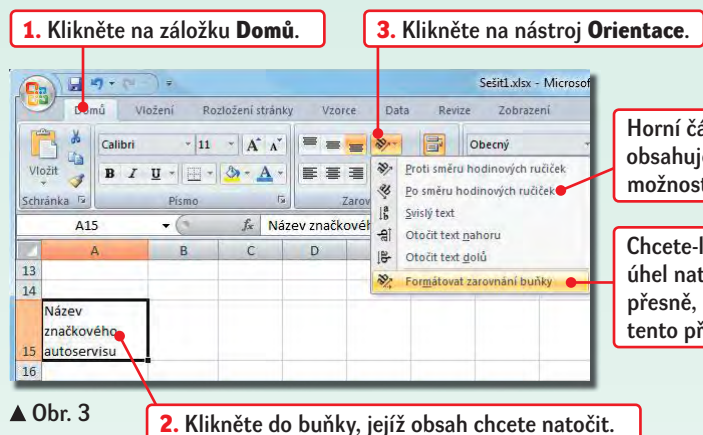 1. Klikněte na záložku Domů.
3. Klikněte na nástroj Orientace.
Sešit1.xlsx - Microsof
Domů Vložení Rozložení stránky Vzorce Data Revize Zobrazení
Vložit
Schránka
Calibri 11 A A
B I U A
Písmo
Zarov
Obecný
Proti směru hodinových ručiček
Po směru hodinových ručiček
Svislý text
Otočit text nahoru
Otočit text dolů
Formátovat zarovnání buňky
Horní čá
obsahuj
možnost
Chcete-l
úhel nat
přesně,
tento př
A15 fx Název značkovéh
A B C D
13
14
15 Název
značkového
autoservisu
16
▲ Obr. 3
2. Klikněte do buňky, jejíž obsah chcete natočit.